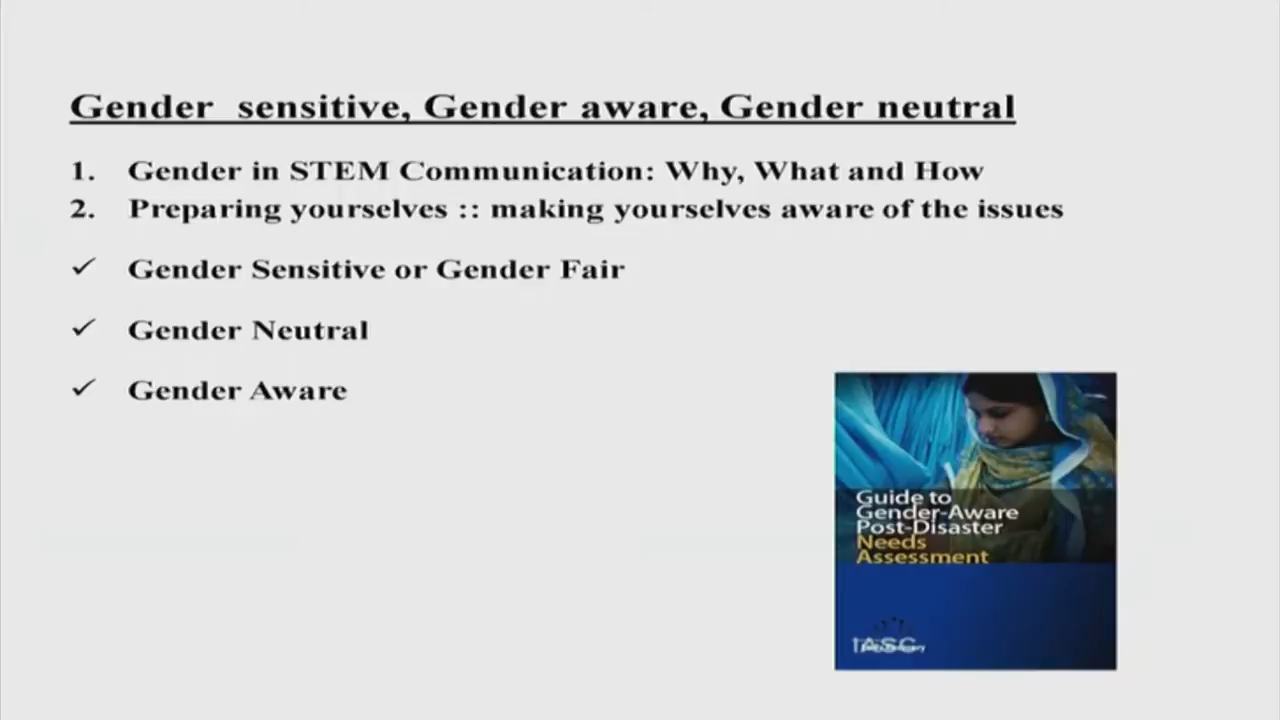 Gender sensitive, Gender aware, Gender neutral
1. Gender in STEM Communication: Why, What and How
2. Preparing yourselves :: making yourselves aware of the issues
✓ Gender Sensitive or Gender Fair
✓ Gender Neutral
✓ Gender Aware
Guide to
Gender-Aware
Post-Disaster
Needs
Assessment
IASC